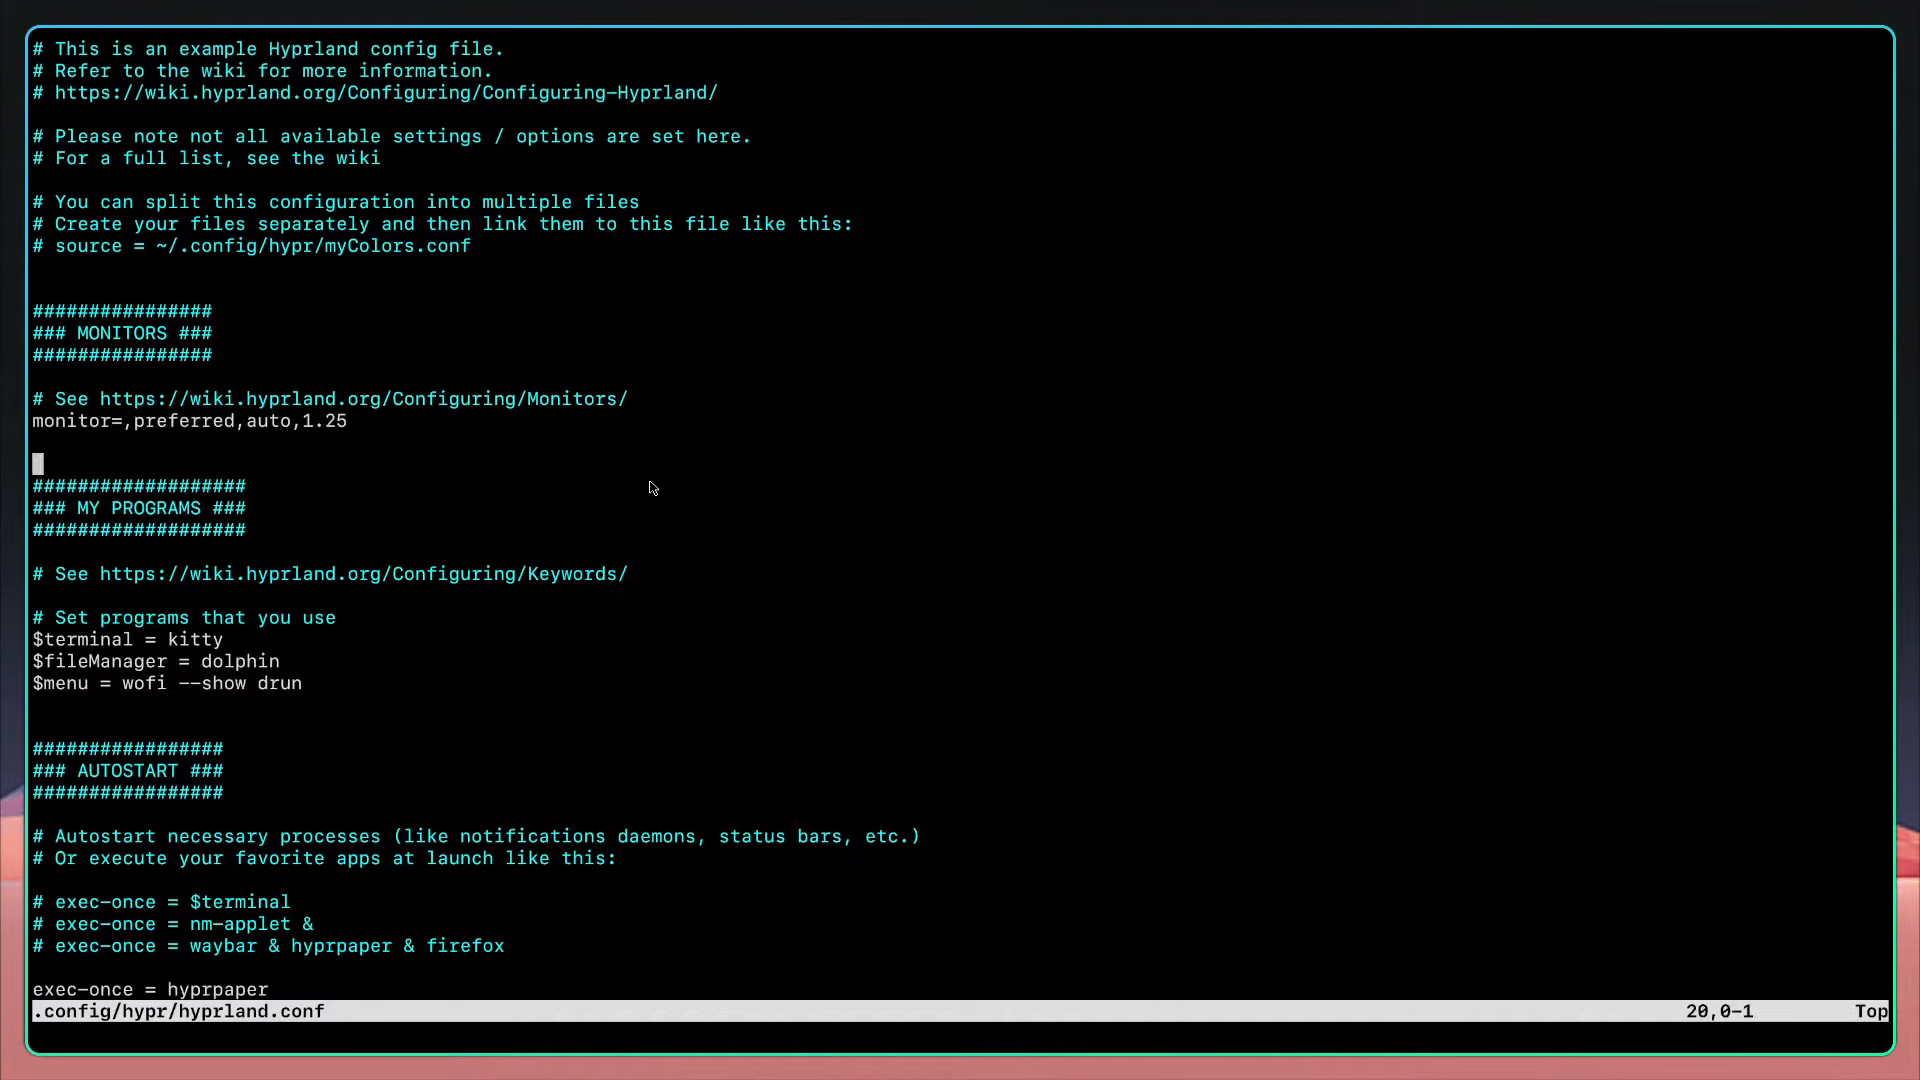 # This is an example Hyprland config file.
# Refer to the wiki for more information.
# https://wiki.hyprland.org/Configuring/Configuring-Hyprland/
# Please note not all available settings / options are set here.
# For a full list, see the wiki
# You can split this configuration into multiple files
# Create your files separately and then link them to this file like this:
# source = ~/.config/hypr/myColors.conf
################
### MONITORS ###
################
# See https://wiki.hyprland.org/Configuring/Monitors/
monitor=,preferred,auto,1.25
###################
### MY PROGRAMS ###
###################
# See https://wiki.hyprland.org/Configuring/Keywords/
# Set programs that you use
$terminal = kitty
$fileManager = dolphin
$menu = wofi --show drun
#################
### AUTOSTART ###
#################
# Autostart necessary processes (like notifications daemons, status bars, etc.)
# Or execute your favorite apps at launch like this:
# exec-once = $terminal
# exec-once = nm-applet &
# exec-once = waybar & hyprpaper & firefox
exec-once = hyprpaper
.config/hypr/hyprland.conf 20,0-1 Top